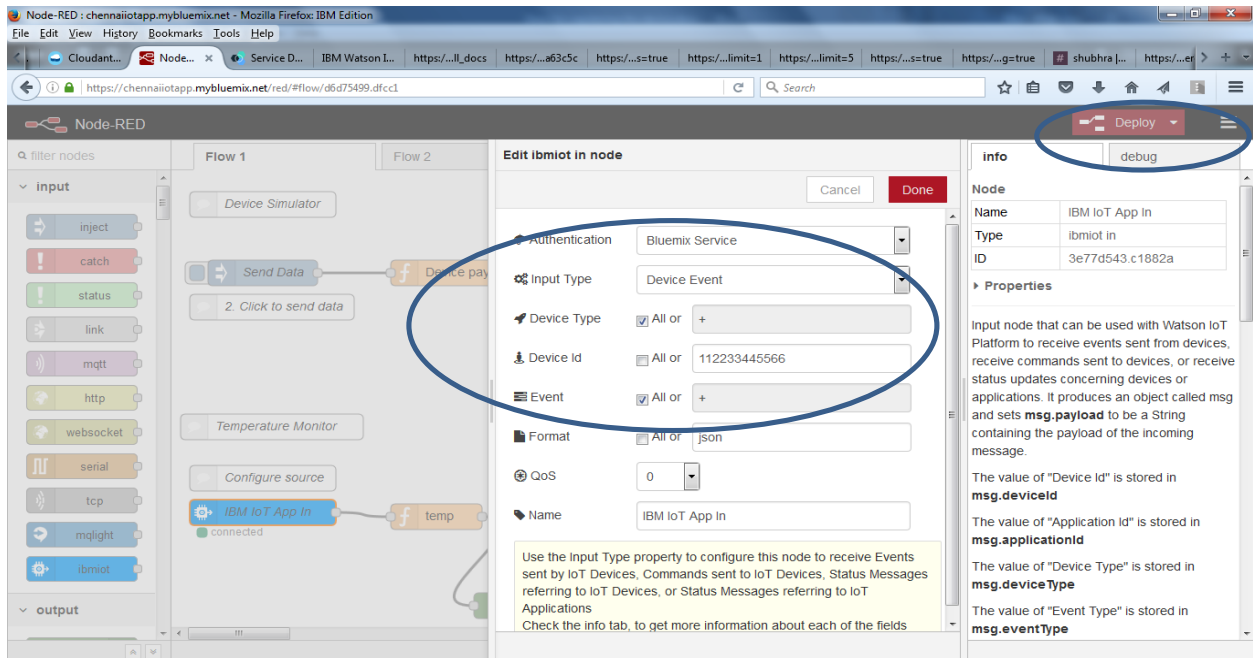 Node-RED : chennaiiotapp.mybluemix.net - Mozilla Firefox: IBM Edition
File Edit View History Bookmarks Tools Help
Cloudant... Node... × Service D... IBM Watson I... https:/...ll_docs https:/...a63c5c https:/...s=true https:/...limit=1 https:/...limit=5 https:/...s=true https:/...g=true # shubhra |... https:/...er
https://chennaiiotapp.mybluemix.net/red/#flow/d6d75499.dfcc1 Search
Node-RED Deploy
filter nodes
input
inject
catch
status
link
mqtt
http
websocket
serial
tcp
mqlight
ibmiot
output
Flow 1 Flow 2
Device Simulator
Send Data Device pay
2. Click to send data
Temperature Monitor
Configure source
IBM IoT App In temp
connected
Edit ibmiot in node
Cancel Done
Authentication Bluemix Service
Input Type Device Event
Device Type All or +
Device Id All or 112233445566
Event All or +
Format All or json
QoS 0
Name IBM IoT App In
Use the Input Type property to configure this node to receive Events
sent by IoT Devices, Commands sent to IoT Devices, Status Messages
referring to IoT Devices, or Status Messages referring to IoT
Applications
Check the info tab, to get more information about each of the fields
info debug
Node
Name IBM IoT App In
Type ibmiot in
ID 3e77d543.c1882a
Properties
Input node that can be used with Watson IoT
Platform to receive events sent from devices,
receive commands sent to devices, or receive
status updates concerning devices or
applications. It produces an object called msg
and sets msg.payload to be a String
containing the payload of the incoming
message.
The value of "Device Id" is stored in
msg.deviceId
The value of "Application Id" is stored in
msg.applicationId
The value of "Device Type" is stored in
msg.deviceType
The value of "Event Type" is stored in
msg.eventType